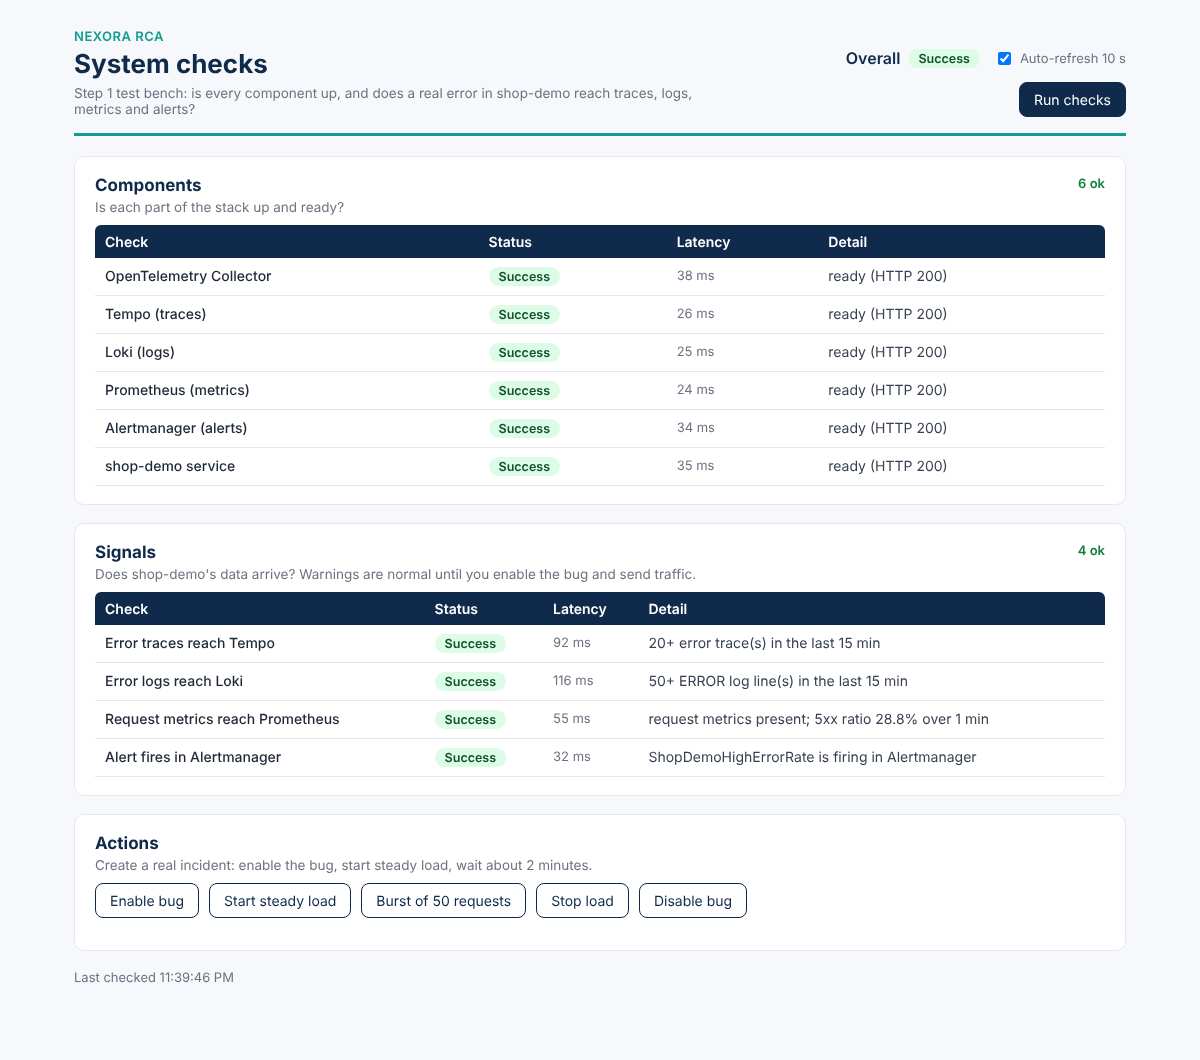 NEXORA RCA
System checks
Step 1 test bench: is every component up, and does a real error in shop-demo reach traces, logs,
metrics and alerts?
Overall Success Auto-refresh 10 s
Run checks
Components 6 ok
Is each part of the stack up and ready?
Check Status Latency Detail
OpenTelemetry Collector Success 38 ms ready (HTTP 200)
Tempo (traces) Success 26 ms ready (HTTP 200)
Loki (logs) Success 25 ms ready (HTTP 200)
Prometheus (metrics) Success 24 ms ready (HTTP 200)
Alertmanager (alerts) Success 34 ms ready (HTTP 200)
shop-demo service Success 35 ms ready (HTTP 200)
Signals 4 ok
Does shop-demo's data arrive? Warnings are normal until you enable the bug and send traffic.
Check Status Latency Detail
Error traces reach Tempo Success 92 ms 20+ error trace(s) in the last 15 min
Error logs reach Loki Success 116 ms 50+ ERROR log line(s) in the last 15 min
Request metrics reach Prometheus Success 55 ms request metrics present; 5xx ratio 28.8% over 1 min
Alert fires in Alertmanager Success 32 ms ShopDemoHighErrorRate is firing in Alertmanager
Actions
Create a real incident: enable the bug, start steady load, wait about 2 minutes.
Enable bug Start steady load Burst of 50 requests Stop load Disable bug
Last checked 11:39:46 PM